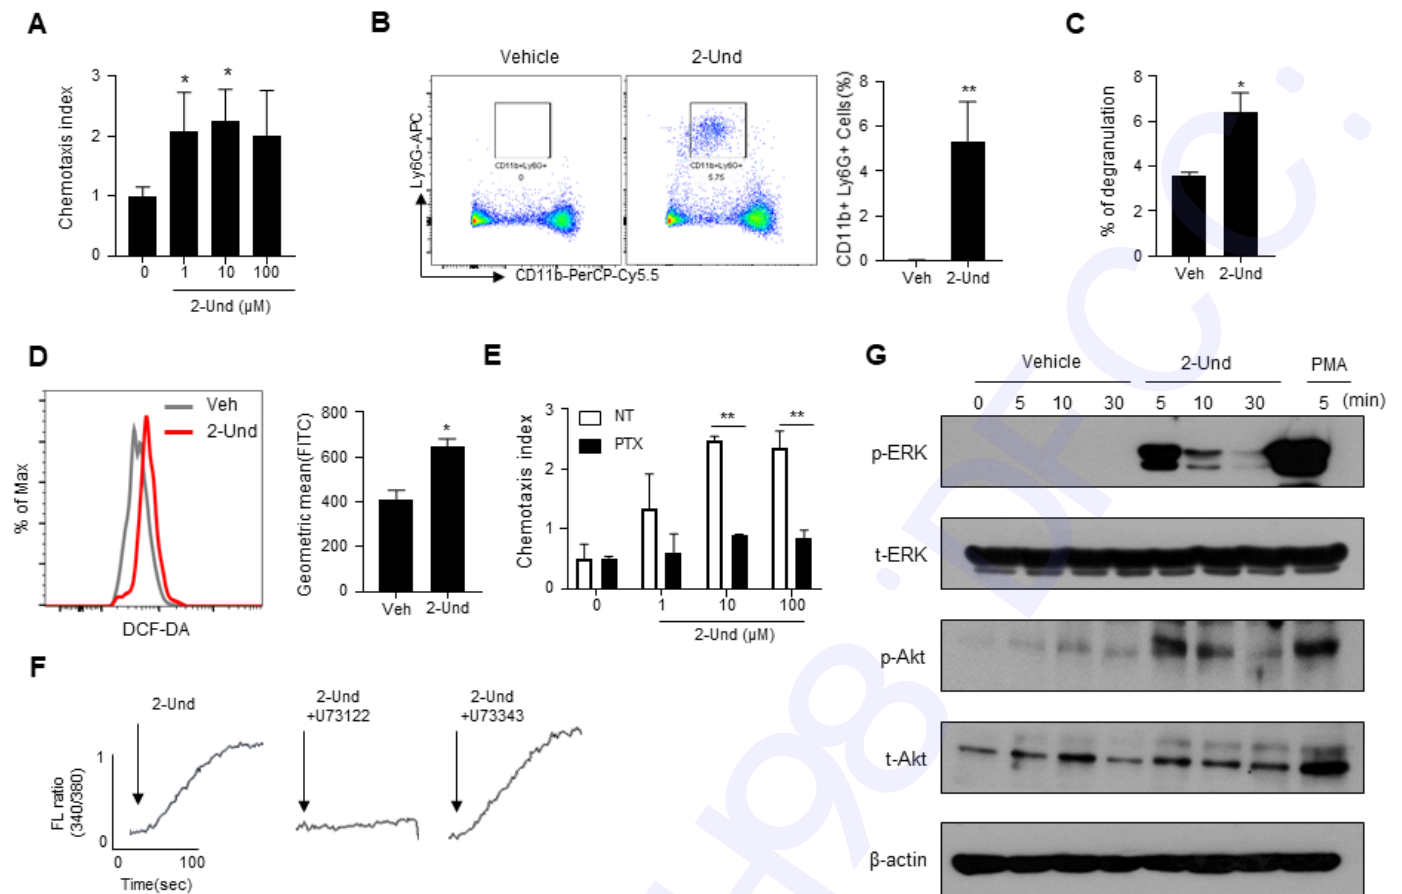 A
Chemotaxis index
3
2
1
0
* *
0 1 10 100
2-Und (µM)
B
Vehicle 2-Und
Ly6G-APC
CD11b+Ly6G+
0
CD11b+Ly6G+
5.75
CD11b-PerCP-Cy5.5
CD11b+ Ly6G+ Cells (%)
8
6
4
2
0
**
Veh 2-Und
C
% of degranulation
8
6
4
2
0
*
Veh 2-Und
D
% of Max
Veh
2-Und
DCF-DA
Geometric mean(FITC)
800
600
400
200
0
*
Veh 2-Und
E
Chemotaxis index
3
2
1
0
NT
PTX
** **
0 1 10 100
2-Und (µM)
F
2-Und
2-Und
+U73122
2-Und
+U73343
FL ratio
(340/380)
1
0
0 100
Time(sec)
G
Vehicle 2-Und PMA
0 5 10 30 5 10 30 5 (min)
p-ERK
t-ERK
p-Akt
t-Akt
β-actin